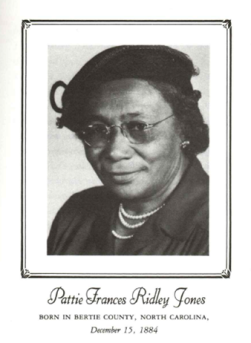 Pattie Frances Ridley Jones
BORN IN BERTIE COUNTY, NORTH CAROLINA,
December 15, 1884